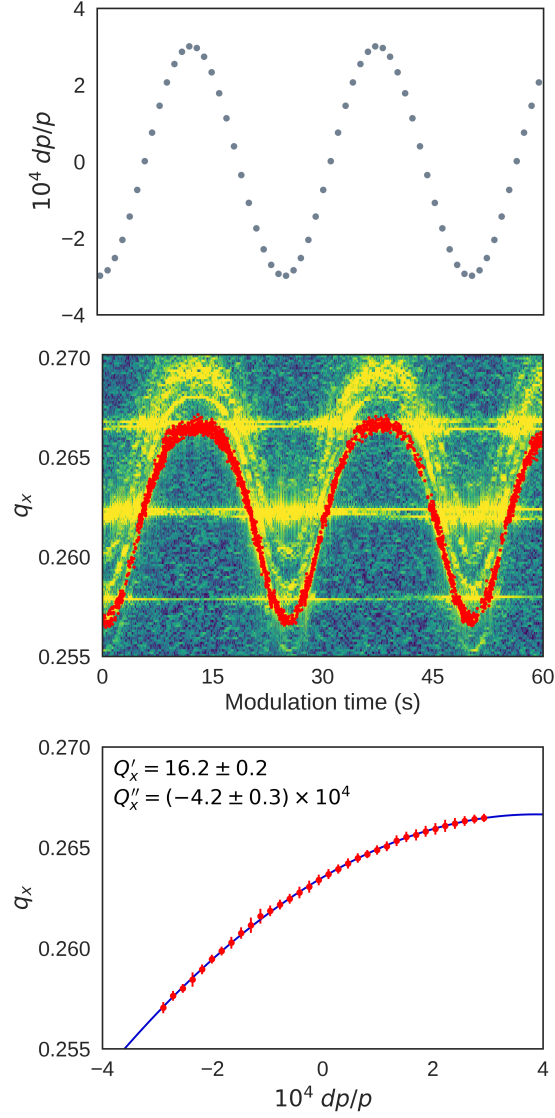 4
2
0
−2
−4
10⁴ dp/p
0.270
0.265
0.260
0.255
qₓ
0 15 30 45 60
Modulation time (s)
0.270
0.265
0.260
0.255
qₓ
Q′ₓ = 16.2 ± 0.2
Q″ₓ = (−4.2 ± 0.3) × 10⁴
−4 −2 0 2 4
10⁴ dp/p